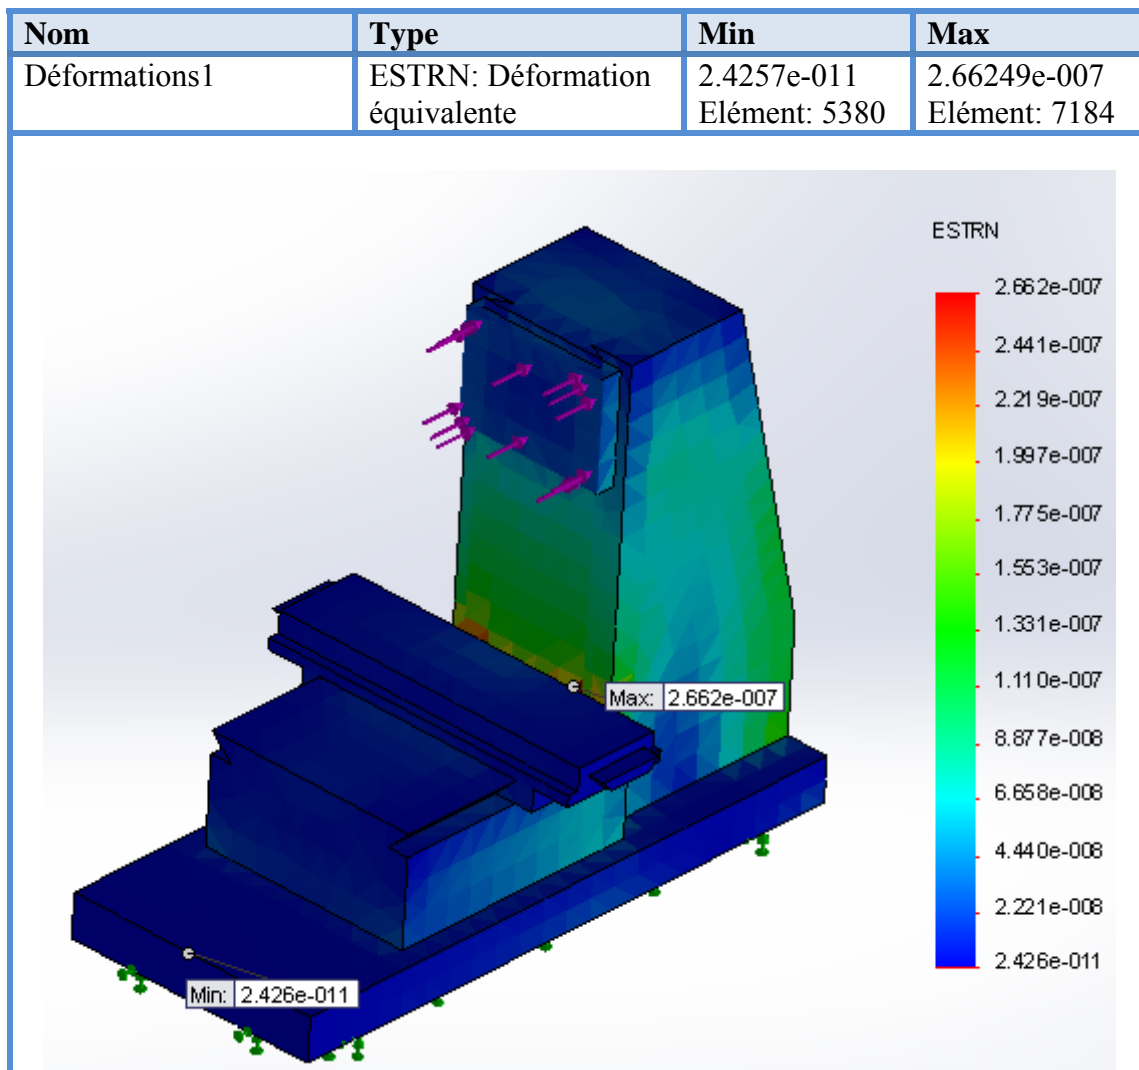 Nom Type Min Max
Déformations1 ESTRN: Déformation équivalente 2.4257e-011 Elément: 5380 2.66249e-007 Elément: 7184
ESTRN
2.662e-007
2.441e-007
2.219e-007
1.997e-007
1.775e-007
1.553e-007
1.331e-007
1.110e-007
8.877e-008
6.658e-008
4.440e-008
2.221e-008
2.426e-011
Max: 2.662e-007
Min: 2.426e-011